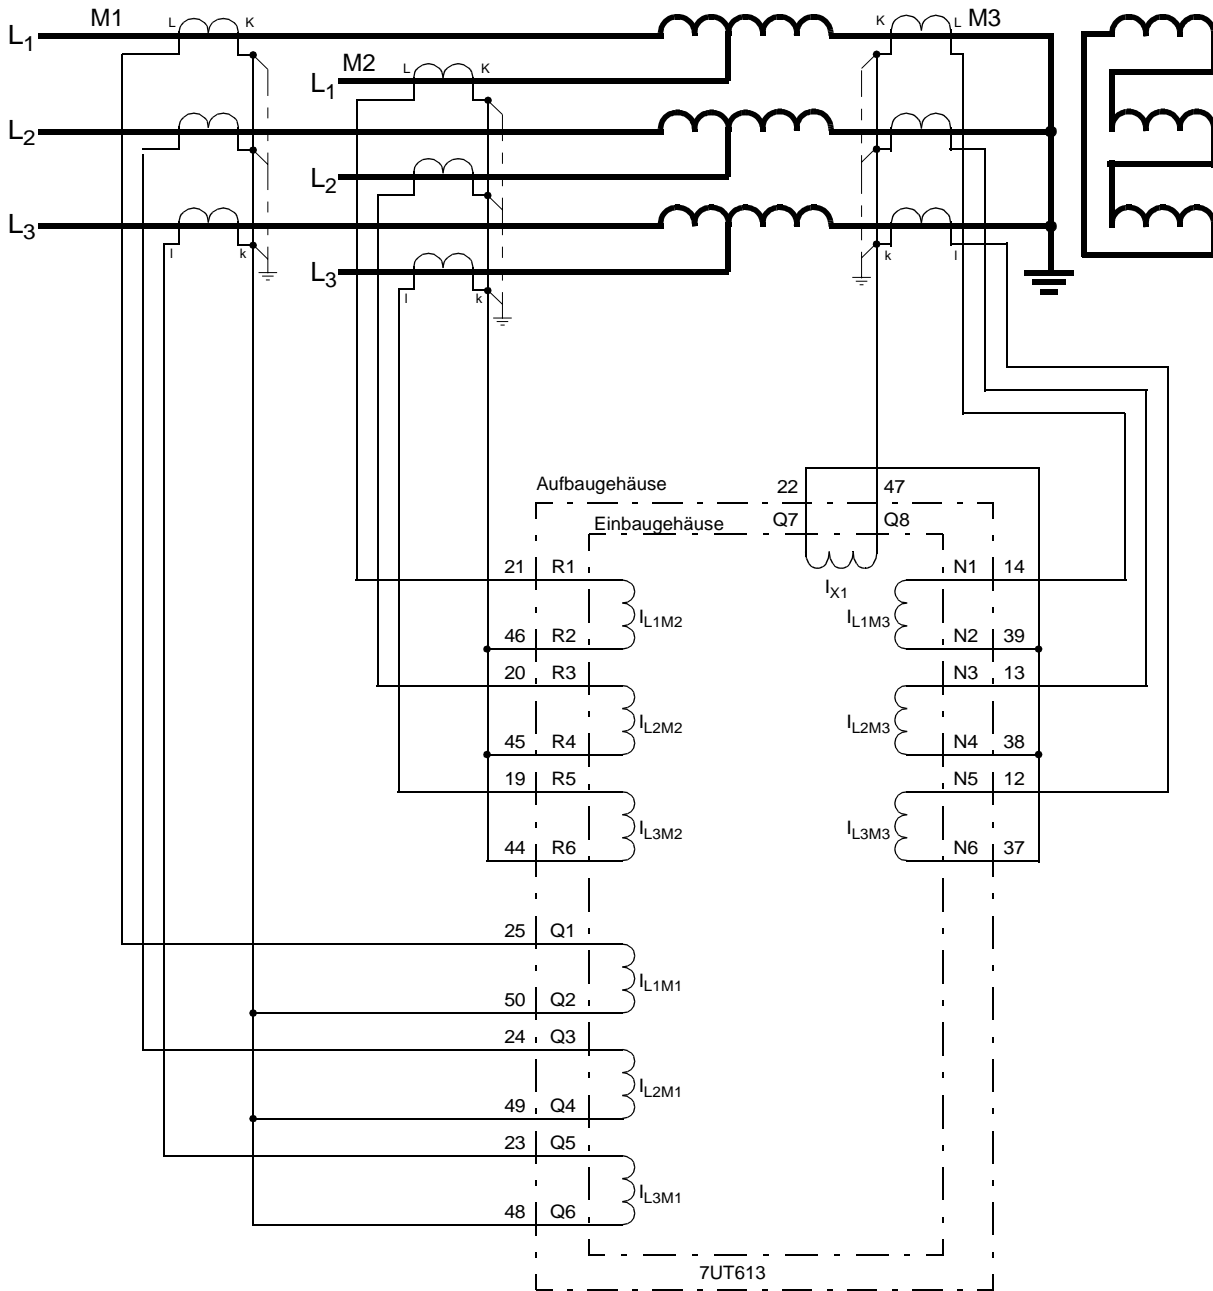 M1
L K
L1
K L M3
M2
L K
L1
L2
L2
L3
l k
k l
L3
l k
Aufbaugehäuse 22 47
Einbaugehäuse Q7 Q8
IX1
21 R1 N1 14
IL1M2 IL1M3
46 R2 N2 39
20 R3 N3 13
IL2M2 IL2M3
45 R4 N4 38
19 R5 N5 12
IL3M2 IL3M3
44 R6 N6 37
25 Q1
IL1M1
50 Q2
24 Q3
IL2M1
49 Q4
23 Q5
IL3M1
48 Q6
7UT613